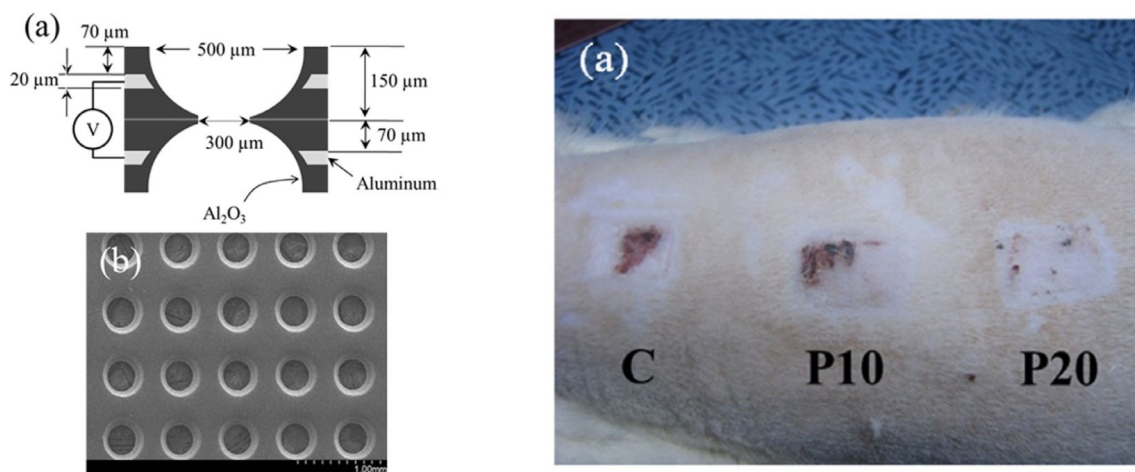 (a)
70 µm
500 µm
20 µm
150 µm
V
300 µm
70 µm
Aluminum
Al₂O₃
(b)
1.00mm
(a)
C
P10
P20